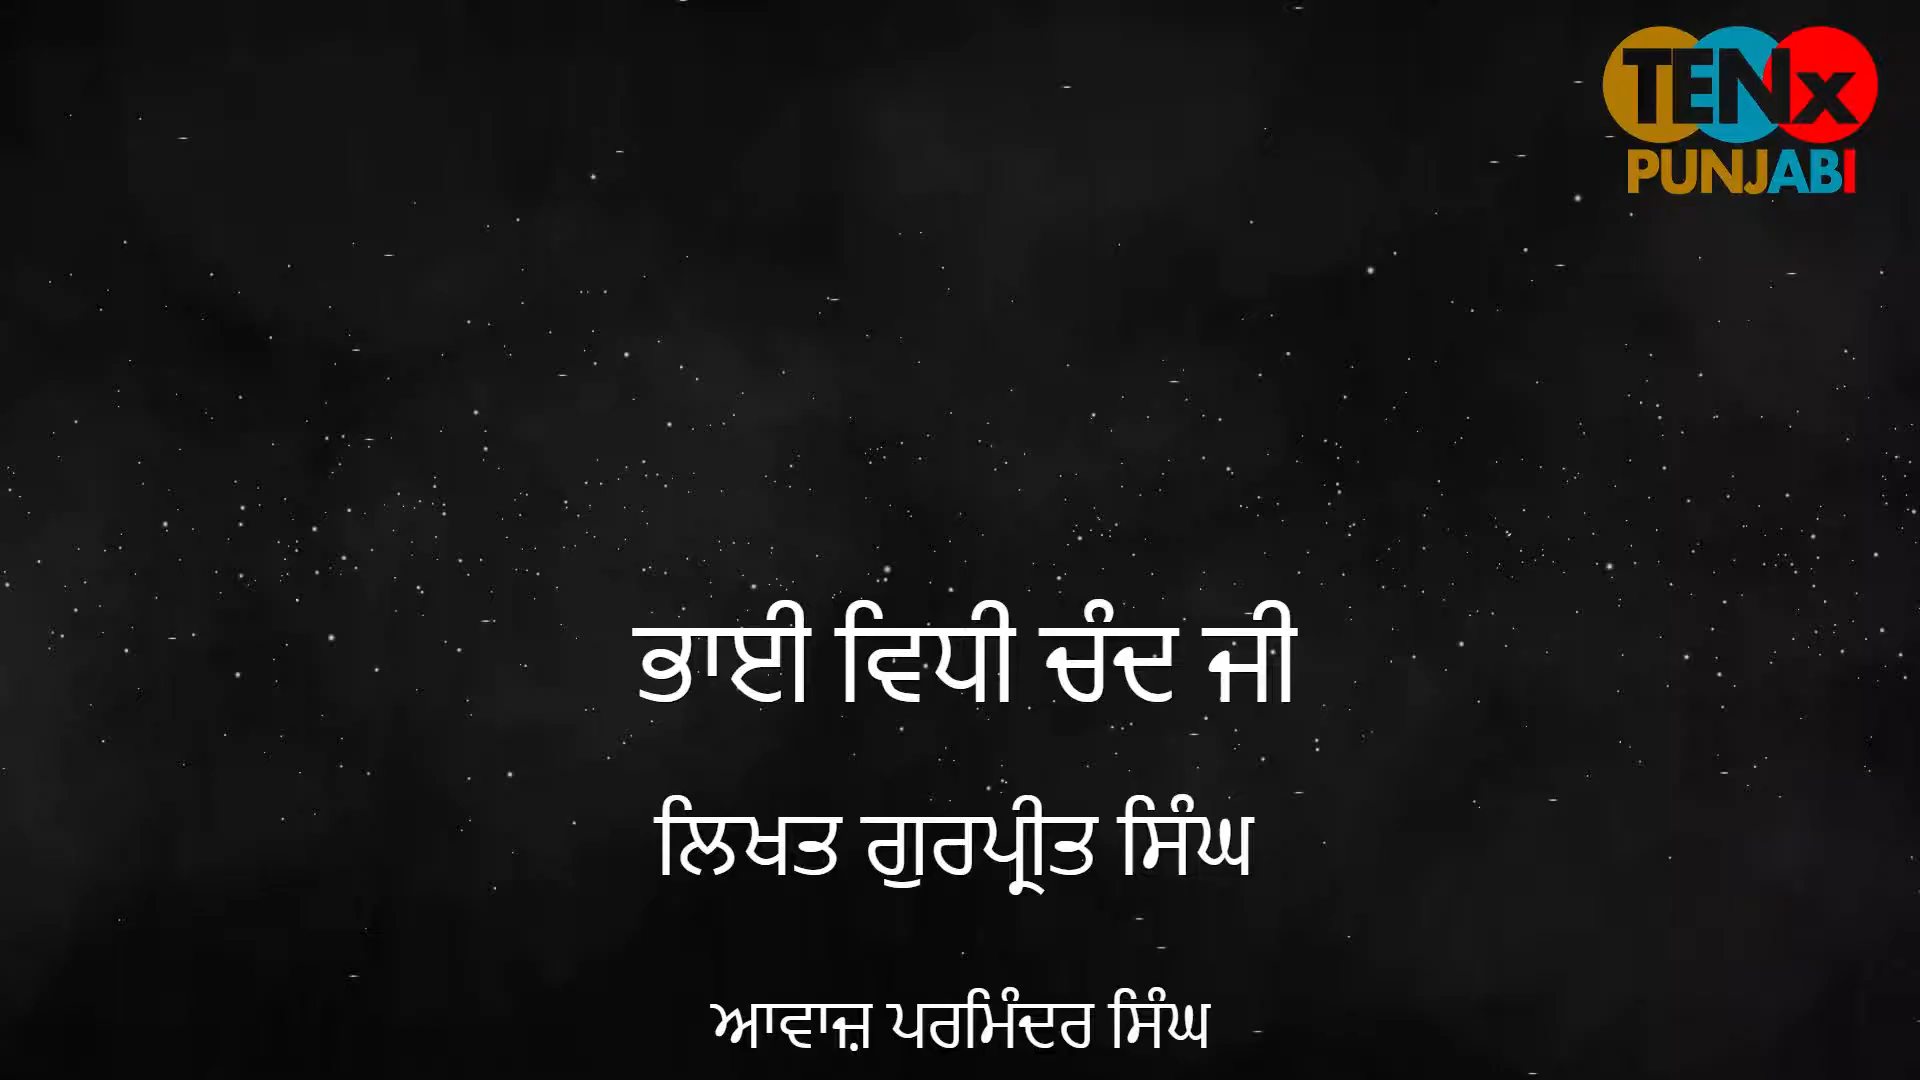 TENx
PUNJABI
ਭਾਈ ਵਿਧੀ ਚੰਦ ਜੀ
ਲਿਖਤ ਗੁਰਪ੍ਰੀਤ ਸਿੰਘ
ਆਵਾਜ਼ ਪਰਮਿੰਦਰ ਸਿੰਘ